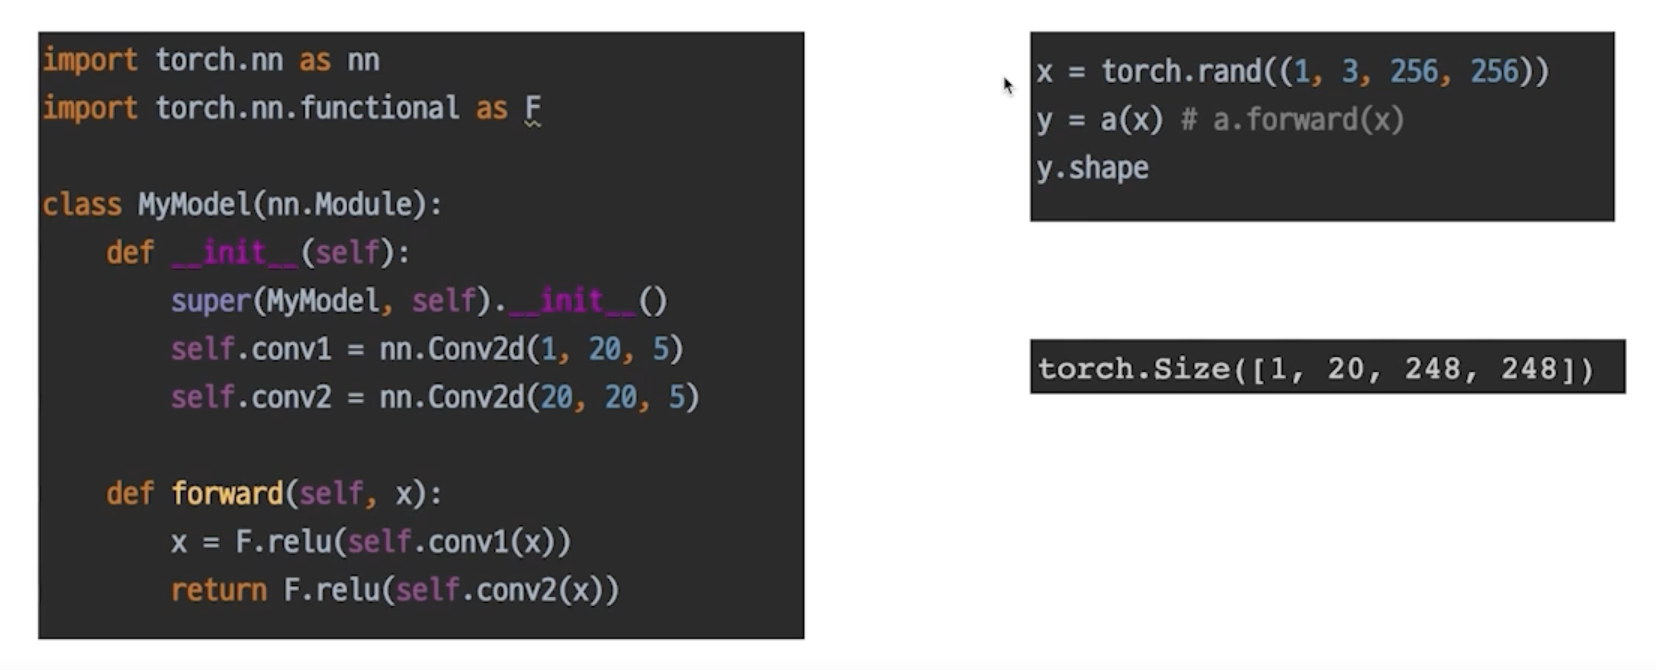 import torch.nn as nn
import torch.nn.functional as F
class MyModel(nn.Module):
    def __init__(self):
        super(MyModel, self).__init__()
        self.conv1 = nn.Conv2d(1, 20, 5)
        self.conv2 = nn.Conv2d(20, 20, 5)
    def forward(self, x):
        x = F.relu(self.conv1(x))
        return F.relu(self.conv2(x))
x = torch.rand((1, 3, 256, 256))
y = a(x) # a.forward(x)
y.shape
torch.Size([1, 20, 248, 248])